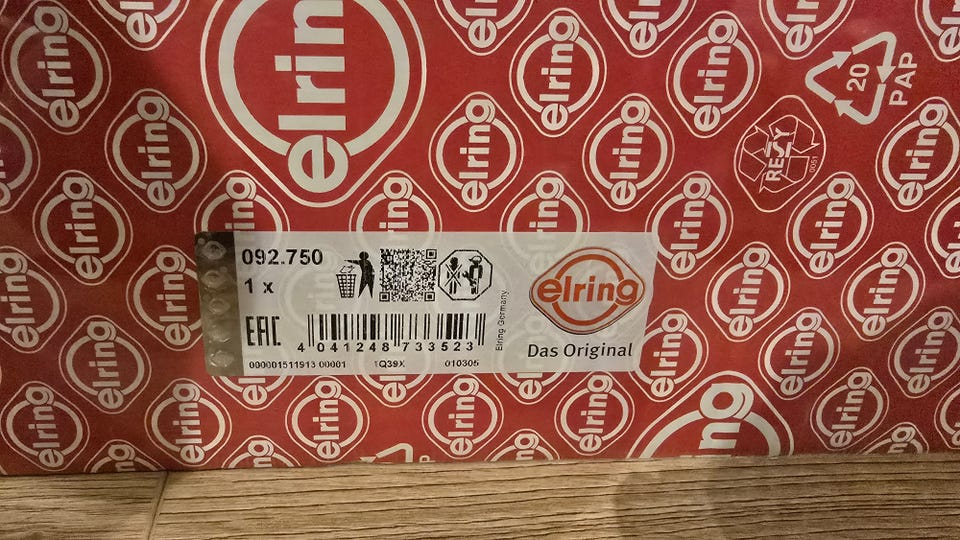 elring
20
PAP
RESY
0051
092.750
1 x
EAC
4 041248 733523
000001511913 00001 1Q39X 010305
Elring Germany
elring
Das Original